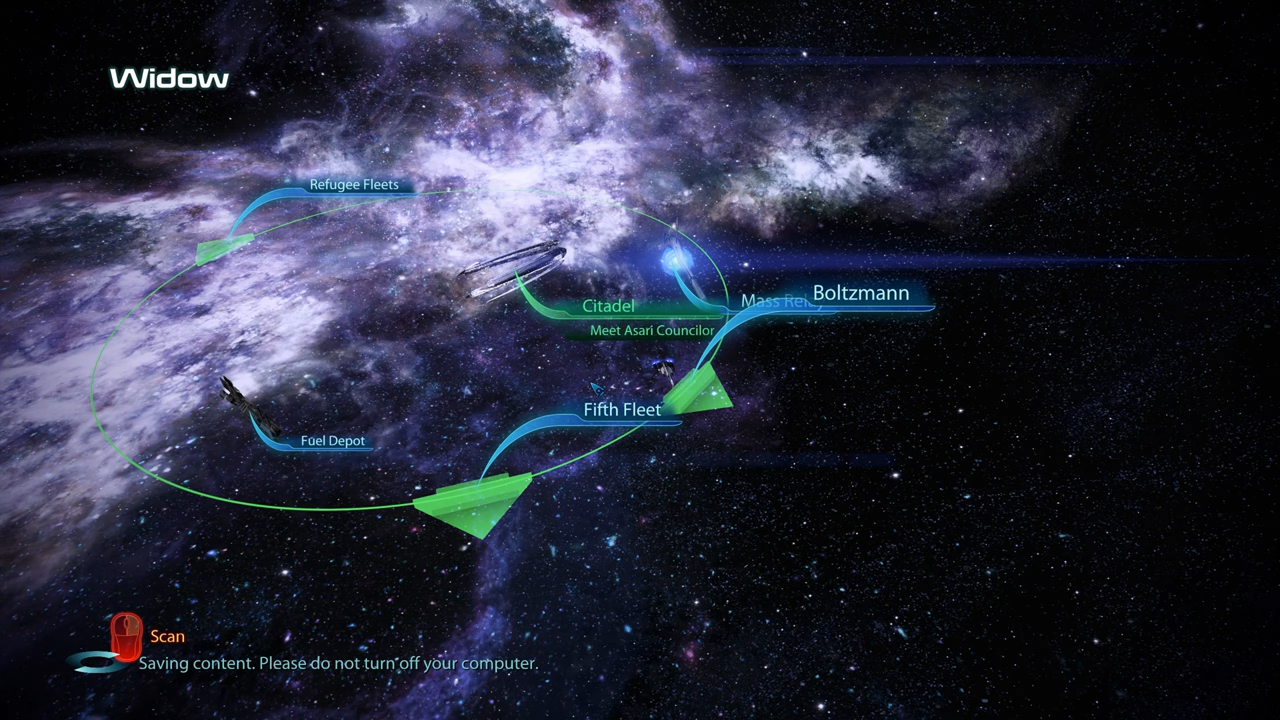 Widow
Refugee Fleets
Boltzmann
Mass Relay
Citadel
Meet Asari Councilor
Fifth Fleet
Fuel Depot
Scan
Saving content. Please do not turn off your computer.